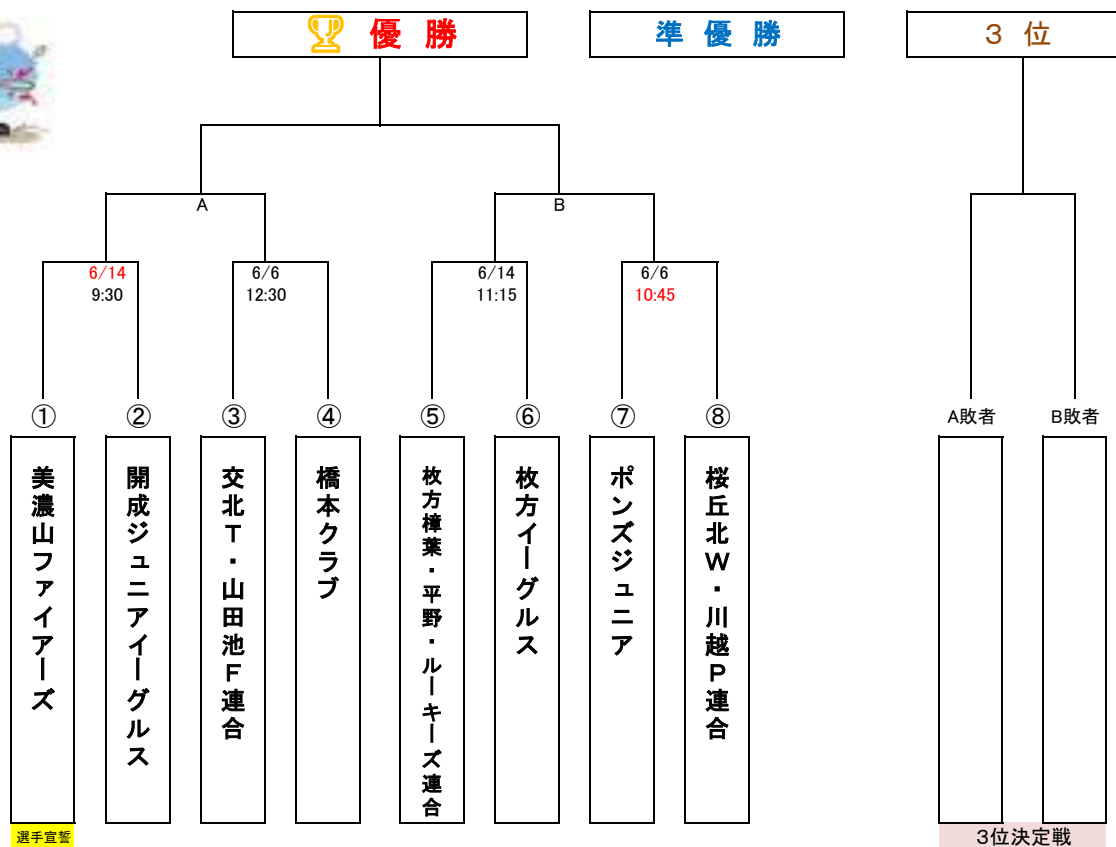 優勝
準優勝
3位
A
B
6/14
9:30
6/6
12:30
6/14
11:15
6/6
10:45
①
②
③
④
⑤
⑥
⑦
⑧
A敗者
B敗者
美濃山ファイアーズ
開成ジュニアイーグルス
交北T・山田池F連合
橋本クラブ
枚方樟葉・平野・ルーキーズ連合
枚方イーグルス
ポンズジュニア
桜丘北W・川越P連合
選手宣誓
3位決定戦